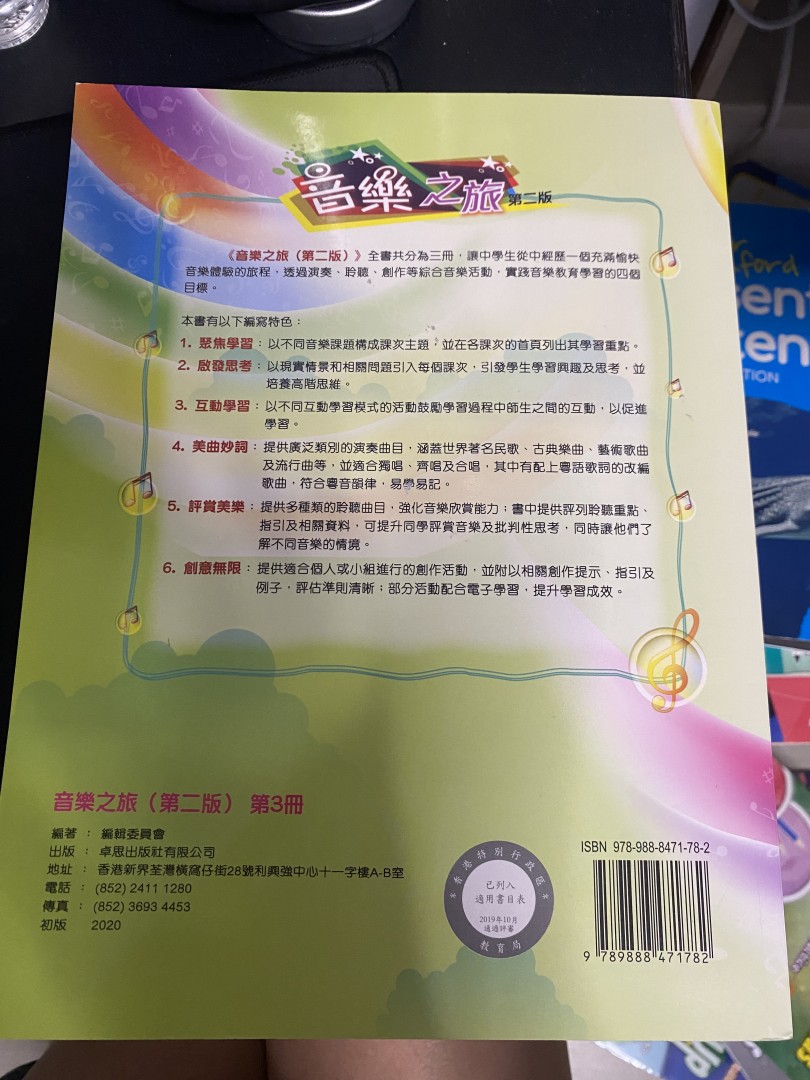 音樂之旅 第二版
《音樂之旅（第二版）》全書共分為三冊，讓中學生從中經歷一個充滿愉快
音樂體驗的旅程，透過演奏、聆聽、創作等綜合音樂活動，實踐音樂教育學習的四個
目標。
本書有以下編寫特色：
1. 聚焦學習：以不同音樂課題構成課次主題，並在各課次的首頁列出其學習重點。
2. 啟發思考：以現實情景和相關問題引入每個課次，引發學生學習興趣及思考，並
培養高階思維。
3. 互動學習：以不同互動學習模式的活動鼓勵學習過程中師生之間的互動，以促進
學習。
4. 美曲妙詞：提供廣泛類別的演奏曲目，涵蓋世界著名民歌、古典樂曲、藝術歌曲
及流行曲等，並適合獨唱、齊唱及合唱，其中有配上粵語歌詞的改編
歌曲，符合粵音韻律，易學易記。
5. 評賞美樂：提供多種類的聆聽曲目，強化音樂欣賞能力；書中提供評列聆聽重點、
指引及相關資料，可提升同學評賞音樂及批判性思考，同時讓他們了
解不同音樂的情境。
6. 創意無限：提供適合個人或小組進行的創作活動，並附以相關創作提示、指引及
例子，評估準則清晰；部分活動配合電子學習，提升學習成效。
音樂之旅（第二版） 第3冊
編著 ： 編輯委員會
出版 ： 卓思出版社有限公司
地址 ： 香港新界荃灣橫窩仔街28號利興強中心十一字樓A-B室
電話 ： (852) 2411 1280
傳真 ： (852) 3693 4453
初版 2020
香港特別行政區
已列入
適用書目表
2019年10月
通過評審
教育局
ISBN 978-988-8471-78-2
9 789888 471782
ford
en
en
TION